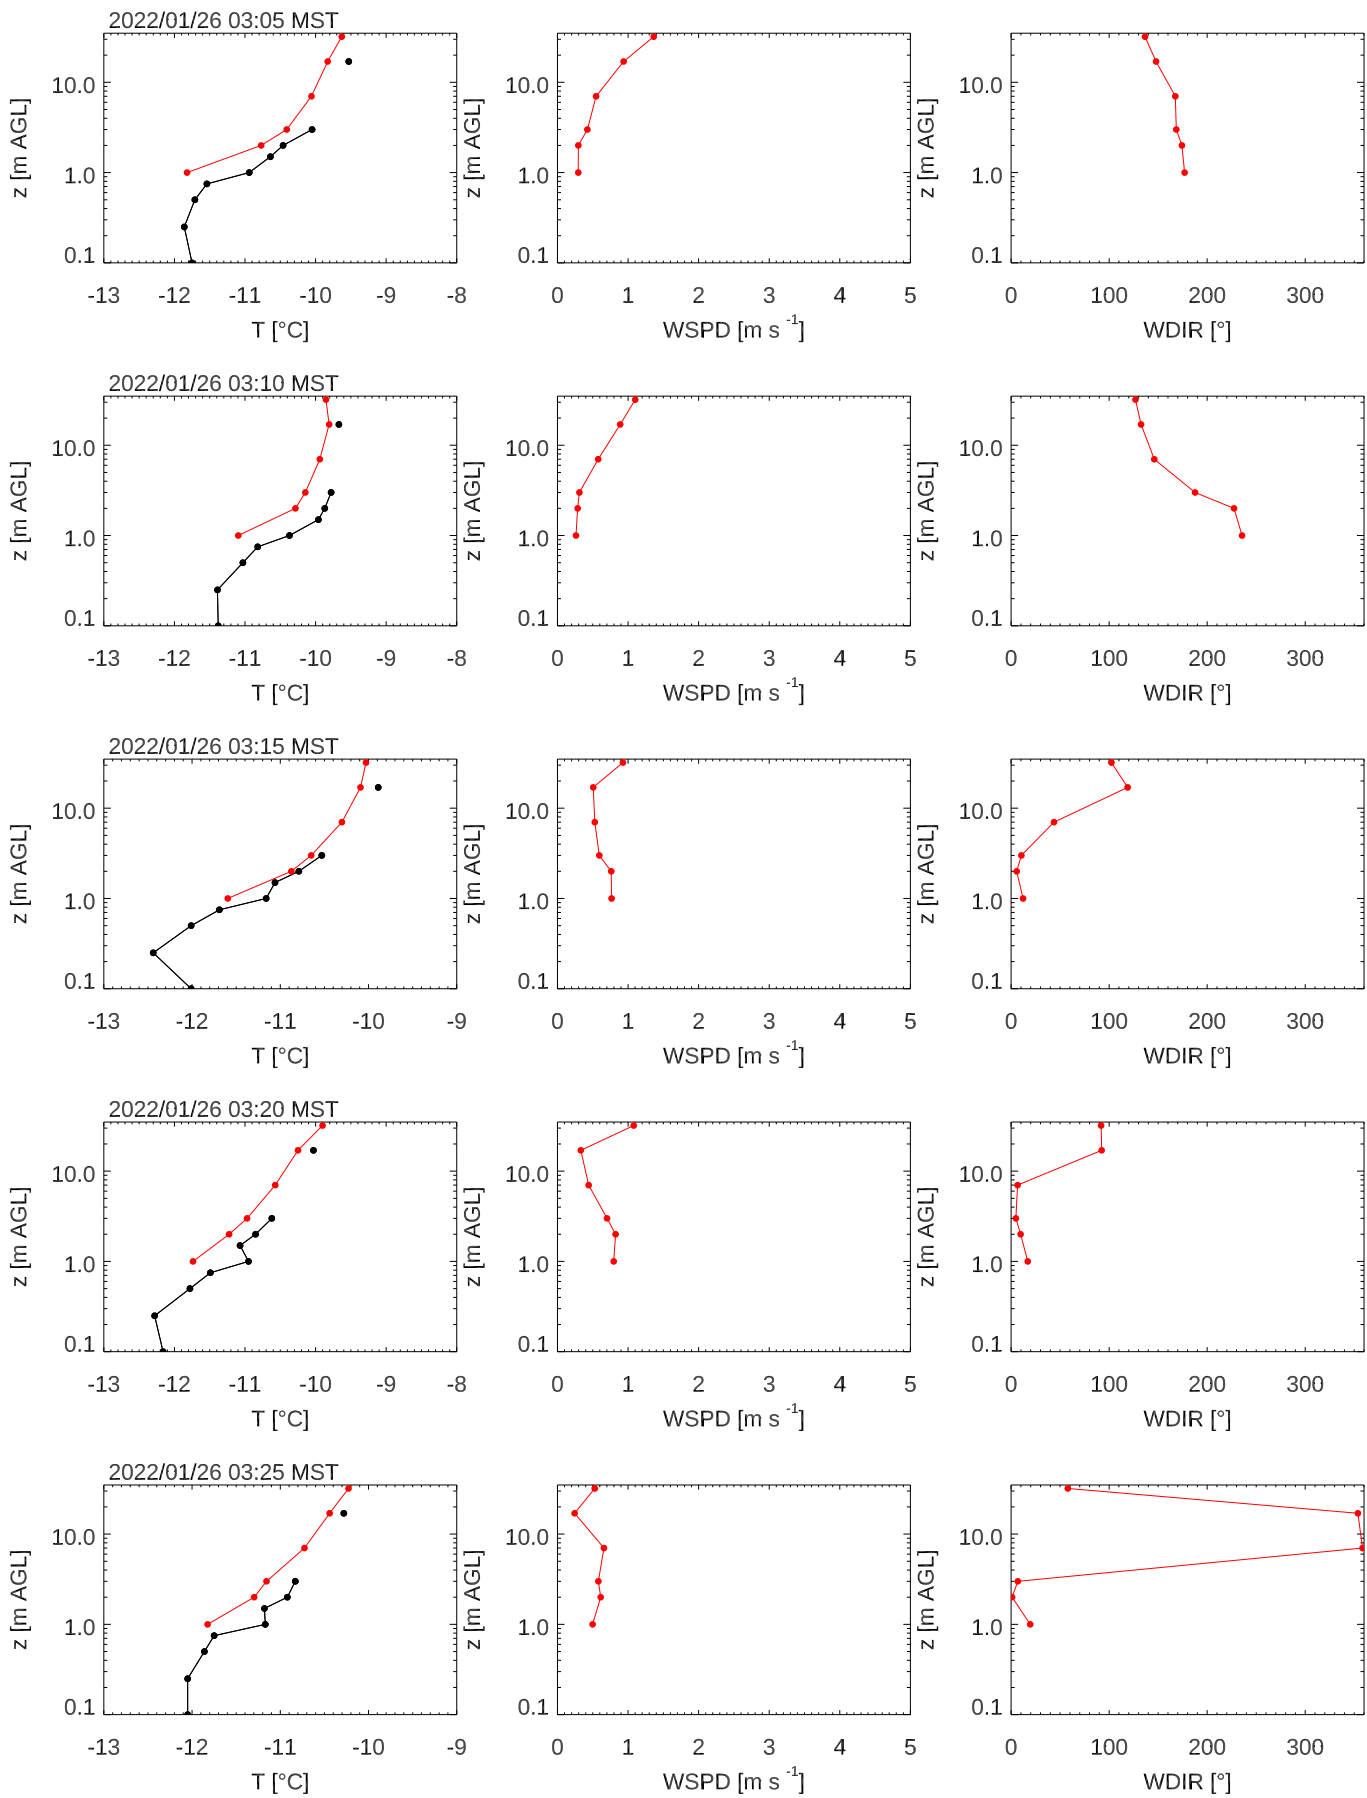 2022/01/26 03:05 MST
z [m AGL] 10.0 1.0 0.1
-13 -12 -11 -10 -9 -8
T [°C]
z [m AGL] 10.0 1.0 0.1
0 1 2 3 4 5
WSPD [m s -1]
z [m AGL] 10.0 1.0 0.1
0 100 200 300
WDIR [°]
2022/01/26 03:10 MST
z [m AGL] 10.0 1.0 0.1
-13 -12 -11 -10 -9 -8
T [°C]
z [m AGL] 10.0 1.0 0.1
0 1 2 3 4 5
WSPD [m s -1]
z [m AGL] 10.0 1.0 0.1
0 100 200 300
WDIR [°]
2022/01/26 03:15 MST
z [m AGL] 10.0 1.0 0.1
-13 -12 -11 -10 -9
T [°C]
z [m AGL] 10.0 1.0 0.1
0 1 2 3 4 5
WSPD [m s -1]
z [m AGL] 10.0 1.0 0.1
0 100 200 300
WDIR [°]
2022/01/26 03:20 MST
z [m AGL] 10.0 1.0 0.1
-13 -12 -11 -10 -9 -8
T [°C]
z [m AGL] 10.0 1.0 0.1
0 1 2 3 4 5
WSPD [m s -1]
z [m AGL] 10.0 1.0 0.1
0 100 200 300
WDIR [°]
2022/01/26 03:25 MST
z [m AGL] 10.0 1.0 0.1
-13 -12 -11 -10 -9
T [°C]
z [m AGL] 10.0 1.0 0.1
0 1 2 3 4 5
WSPD [m s -1]
z [m AGL] 10.0 1.0 0.1
0 100 200 300
WDIR [°]